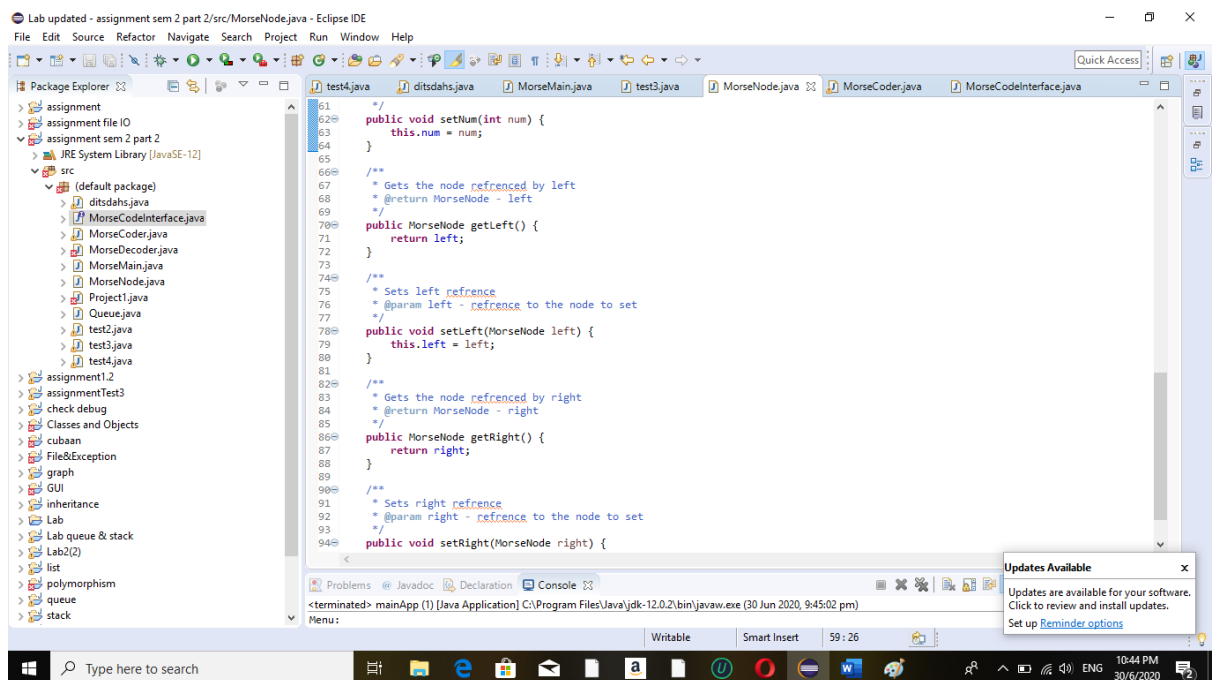 Lab updated - assignment sem 2 part 2/src/MorseNode.java - Eclipse IDE
File Edit Source Refactor Navigate Search Project Run Window Help
Quick Access
Package Explorer
test4.java ditsdahs.java MorseMain.java test3.java MorseNode.java MorseCoder.java MorseCodeInterface.java
assignment
assignment file IO
assignment sem 2 part 2
JRE System Library [JavaSE-12]
src
(default package)
ditsdahs.java
MorseCodeInterface.java
MorseCoder.java
MorseDecoder.java
MorseMain.java
MorseNode.java
Project1.java
Queue.java
test2.java
test3.java
test4.java
assignment1.2
assignmentTest3
check debug
Classes and Objects
cubaan
File&Exception
graph
GUI
inheritance
Lab
Lab queue & stack
Lab2(2)
list
polymorphism
queue
stack
61 */
62 public void setNum(int num) {
63 this.num = num;
64 }
65
66 /**
67 * Gets the node refrenced by left
68 * @return MorseNode - left
69 */
70 public MorseNode getLeft() {
71 return left;
72 }
73
74 /**
75 * Sets left refrence
76 * @param left - refrence to the node to set
77 */
78 public void setLeft(MorseNode left) {
79 this.left = left;
80 }
81
82 /**
83 * Gets the node refrenced by right
84 * @return MorseNode - right
85 */
86 public MorseNode getRight() {
87 return right;
88 }
89
90 /**
91 * Sets right refrence
92 * @param right - refrence to the node to set
93 */
94 public void setRight(MorseNode right) {
Problems @ Javadoc Declaration Console
<terminated> mainApp (1) [Java Application] C:\Program Files\Java\jdk-12.0.2\bin\javaw.exe (30 Jun 2020, 9:45:02 pm)
Menu:
Updates Available x
Updates are available for your software.
Click to review and install updates.
Set up Reminder options
Writable Smart Insert 59 : 26
Type here to search
a
W
ENG
10:44 PM
30/6/2020
2